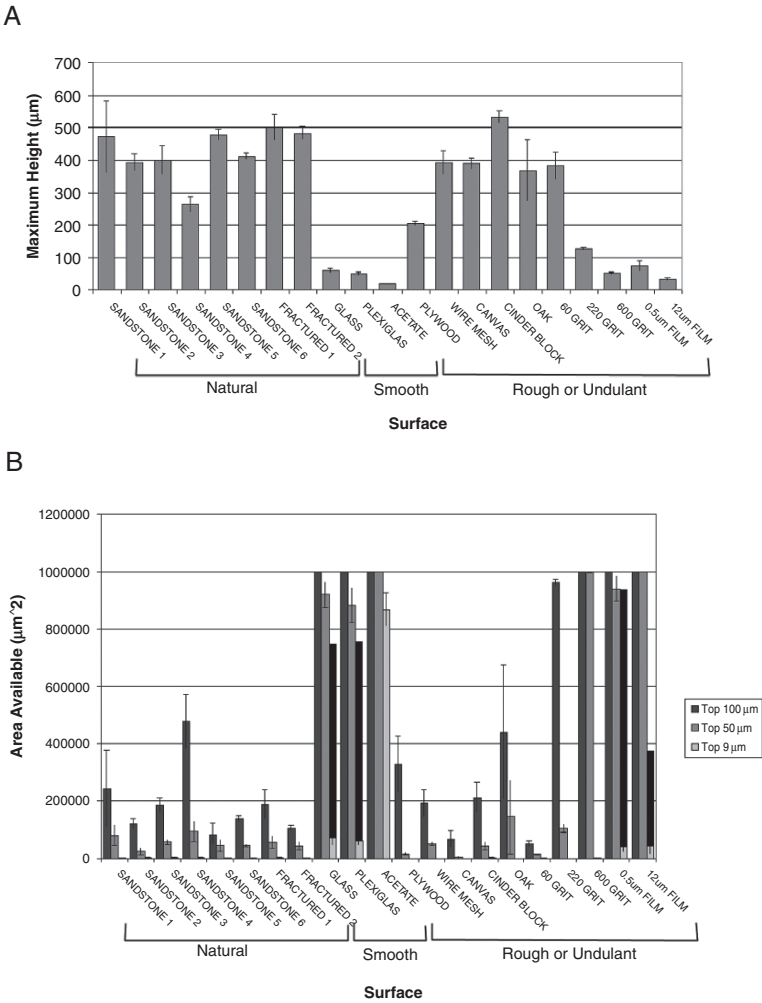 A
Maximum Height (μm)
700
600
500
400
300
200
100
0
SANDSTONE 1
SANDSTONE 2
SANDSTONE 3
SANDSTONE 4
SANDSTONE 5
SANDSTONE 6
FRACTURED 1
FRACTURED 2
GLASS
PLEXIGLAS
ACETATE
PLYWOOD
WIRE MESH
CANVAS
CINDER BLOCK
OAK
60 GRIT
220 GRIT
600 GRIT
0.5um FILM
12um FILM
Natural
Smooth
Rough or Undulant
Surface
B
Area Available (μm^2)
1200000
1000000
800000
600000
400000
200000
0
Top 100 μm
Top 50 μm
Top 9 μm
SANDSTONE 1
SANDSTONE 2
SANDSTONE 3
SANDSTONE 4
SANDSTONE 5
SANDSTONE 6
FRACTURED 1
FRACTURED 2
GLASS
PLEXIGLAS
ACETATE
PLYWOOD
WIRE MESH
CANVAS
CINDER BLOCK
OAK
60 GRIT
220 GRIT
600 GRIT
0.5um FILM
12um FILM
Natural
Smooth
Rough or Undulant
Surface